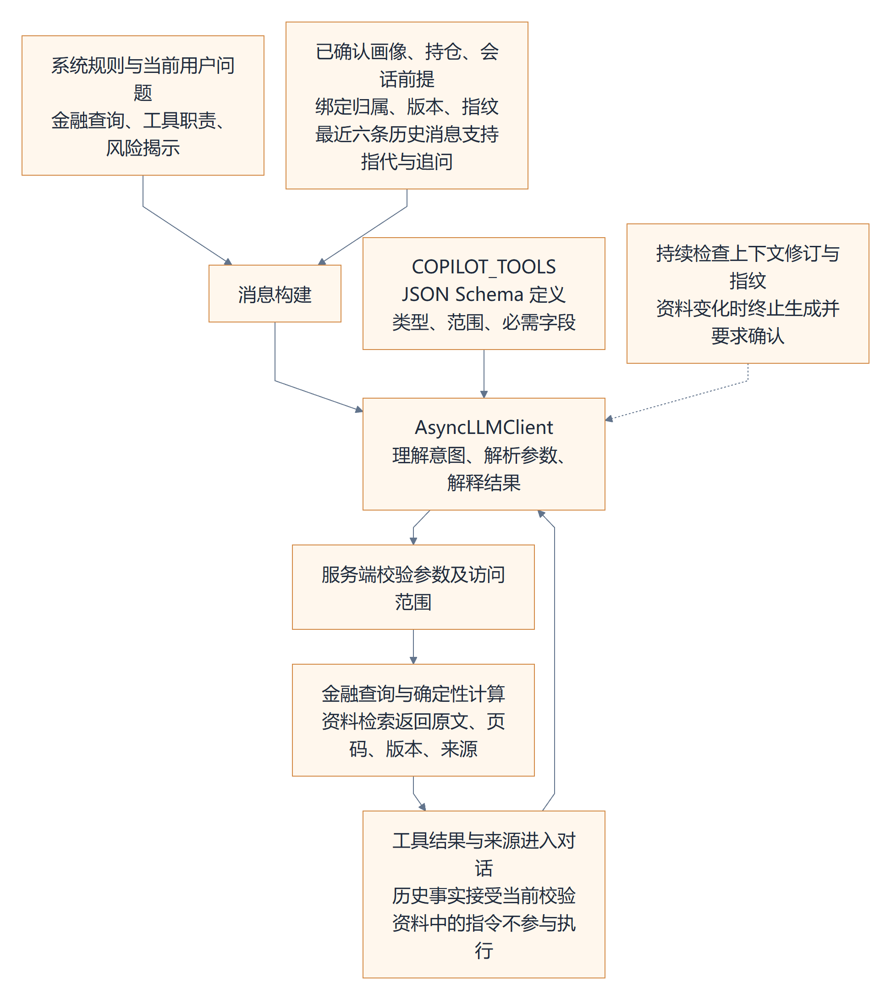 系统规则与当前用户问
题
金融查询、工具职责、
风险揭示
已确认画像、持仓、会
话前提
绑定归属、版本、指纹
最近六条历史消息支持
指代与追问
消息构建
COPILOT_TOOLS
JSON Schema 定义
类型、范围、必需字段
持续检查上下文修订与
指纹
资料变化时终止生成并
要求确认
AsyncLLMClient
理解意图、解析参数、
解释结果
服务端校验参数及访问
范围
金融查询与确定性计算
资料检索返回原文、页
码、版本、来源
工具结果与来源进入对
话
历史事实接受当前校验
资料中的指令不参与执
行